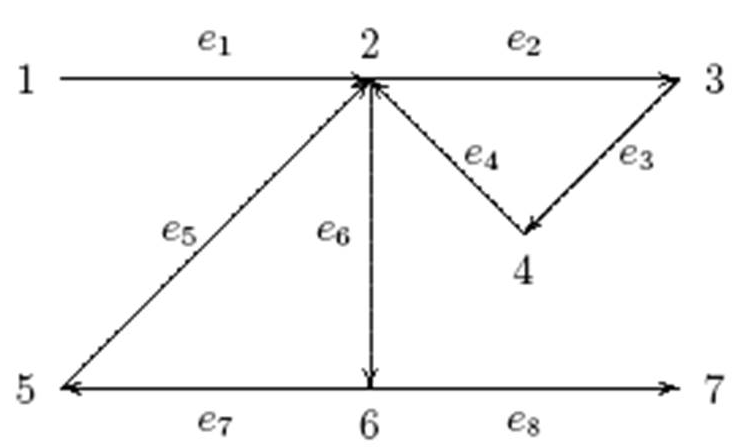 e₁ 2 e₂
1 3
e₄ e₃
e₅ e₆
4
5 7
e₇ 6 e₈